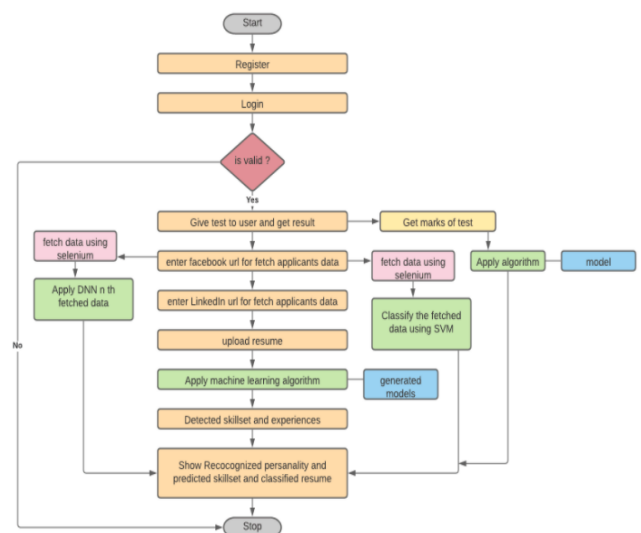 Start
Register
Login
is valid ?
Yes
Give test to user and get result
Get marks of test
fetch data using
selenium
enter facebook url for fetch applicants data
fetch data using
selenium
Apply algorithm
model
Apply DNN n th
fetched data
enter LinkedIn url for fetch applicants data
Classify the fetched
data using SVM
upload resume
No
Apply machine learning algorithm
generated
models
Detected skillset and experiences
Show Recocognized persanality and
predicted skillset and classified resume
Stop